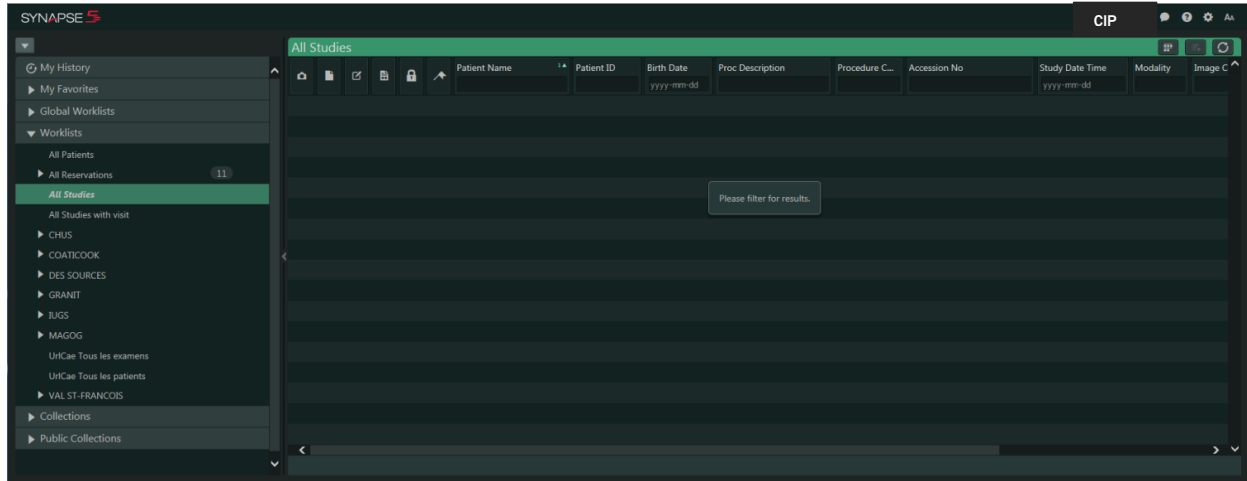 SYNAPSE 5
CIP
AA
All Studies
My History
My Favorites
Global Worklists
Worklists
All Patients
All Reservations 11
All Studies
All Studies with visit
CHUS
COATICOOK
DES SOURCES
GRANIT
IUGS
MAGOG
UrlCae Tous les examens
UrlCae Tous les patients
VAL ST-FRANCOIS
Collections
Public Collections
Patient Name 1 Patient ID Birth Date Proc Description Procedure C... Accession No Study Date Time Modality Image C
yyyy-mm-dd yyyy-mm-dd
Please filter for results.